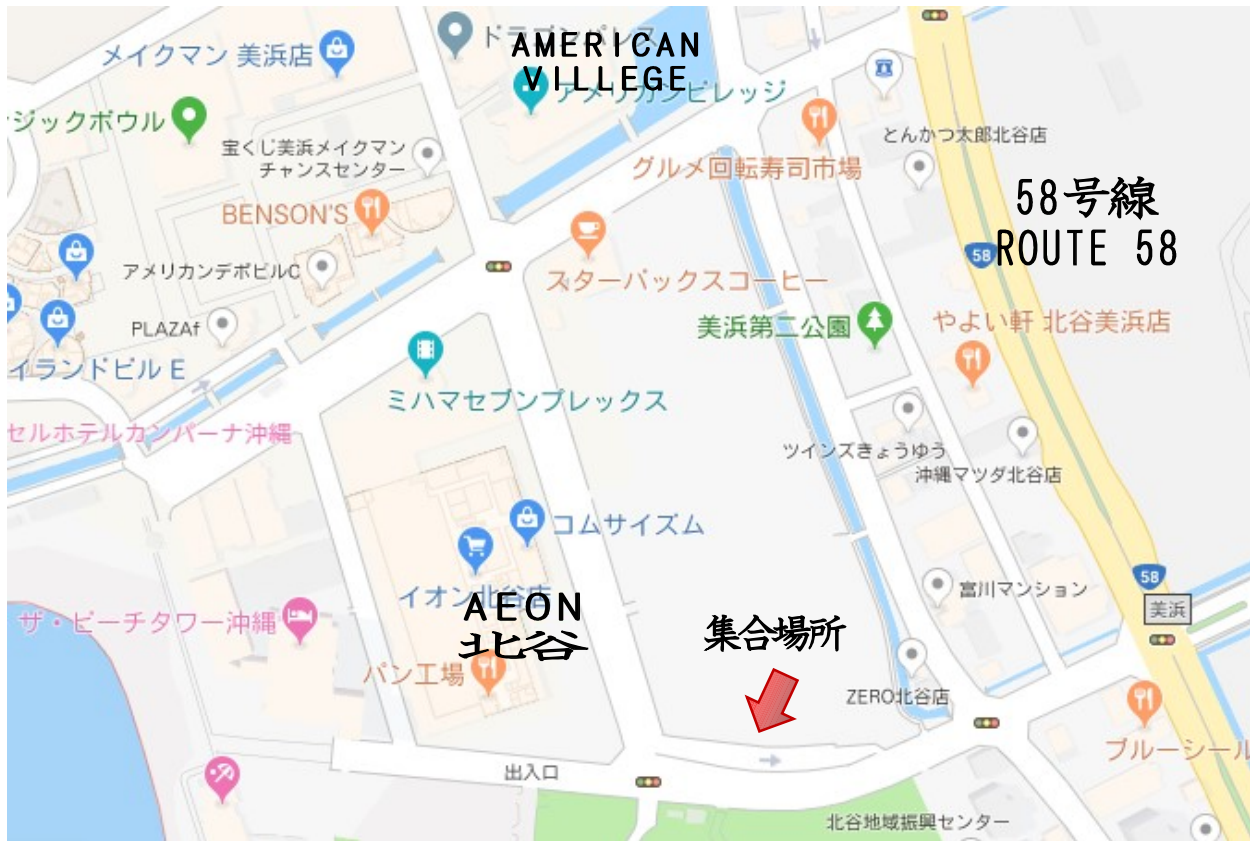 メイクマン 美浜店
ドラゴンパレス
AMERICAN
VILLEGE
アメリカンビレッジ
ジックボウル
宝くじ美浜メイクマン
チャンスセンター
グルメ回転寿司市場
とんかつ太郎北谷店
58号線
ROUTE 58
58
BENSON'S
アメリカンデポビルC
スターバックスコーヒー
PLAZAf
美浜第二公園
やよい軒 北谷美浜店
イランドビル E
ミハマセブンプレックス
セルホテルカンパーナ沖縄
ツインズきょうゆう
沖縄マツダ北谷店
コムサイズム
イオン北谷店
AEON
北谷
58
美浜
富川マンション
ザ・ビーチタワー沖縄
集合場所
パン工場
ZERO北谷店
ブルーシール
出入口
北谷地域振興センター